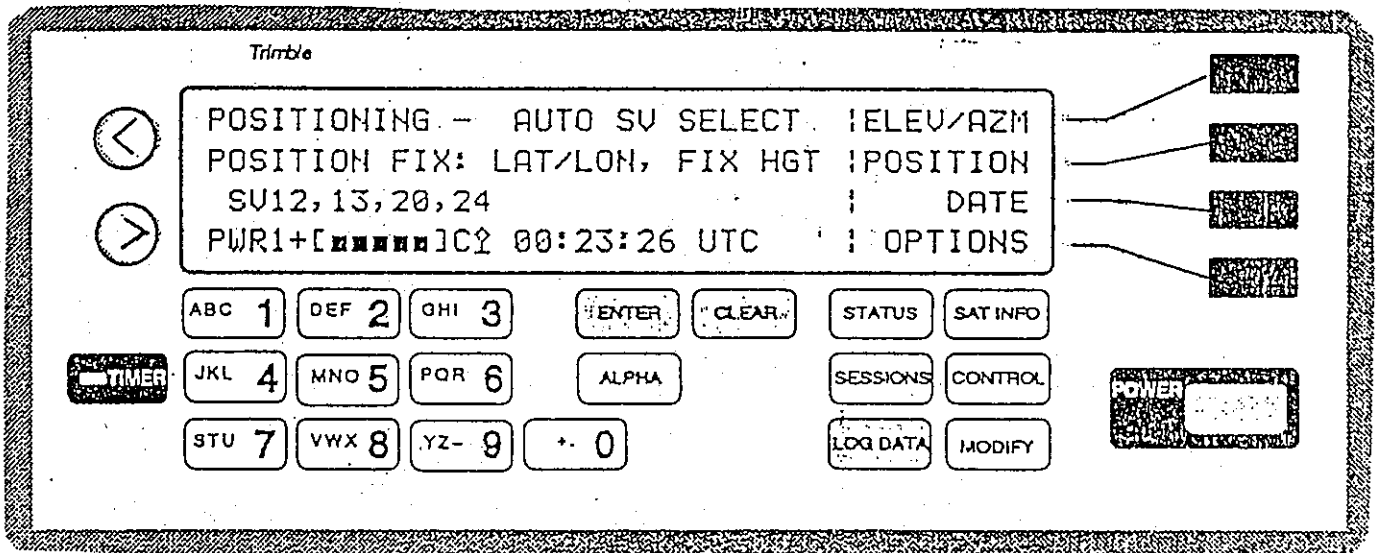 Trimble
POSITIONING - AUTO SV SELECT ¦ELEV/AZM
POSITION FIX: LAT/LON, FIX HGT ¦POSITION
SV12,13,20,24 ¦ DATE
PWR1+[■■■■■]C 00:23:26 UTC ¦ OPTIONS
ABC 1 DEF 2 GHI 3 ENTER CLEAR STATUS SAT INFO
TIMER JKL 4 MNO 5 PQR 6 ALPHA SESSIONS CONTROL POWER
STU 7 VWX 8 YZ- 9 +. 0 LOG DATA MODIFY